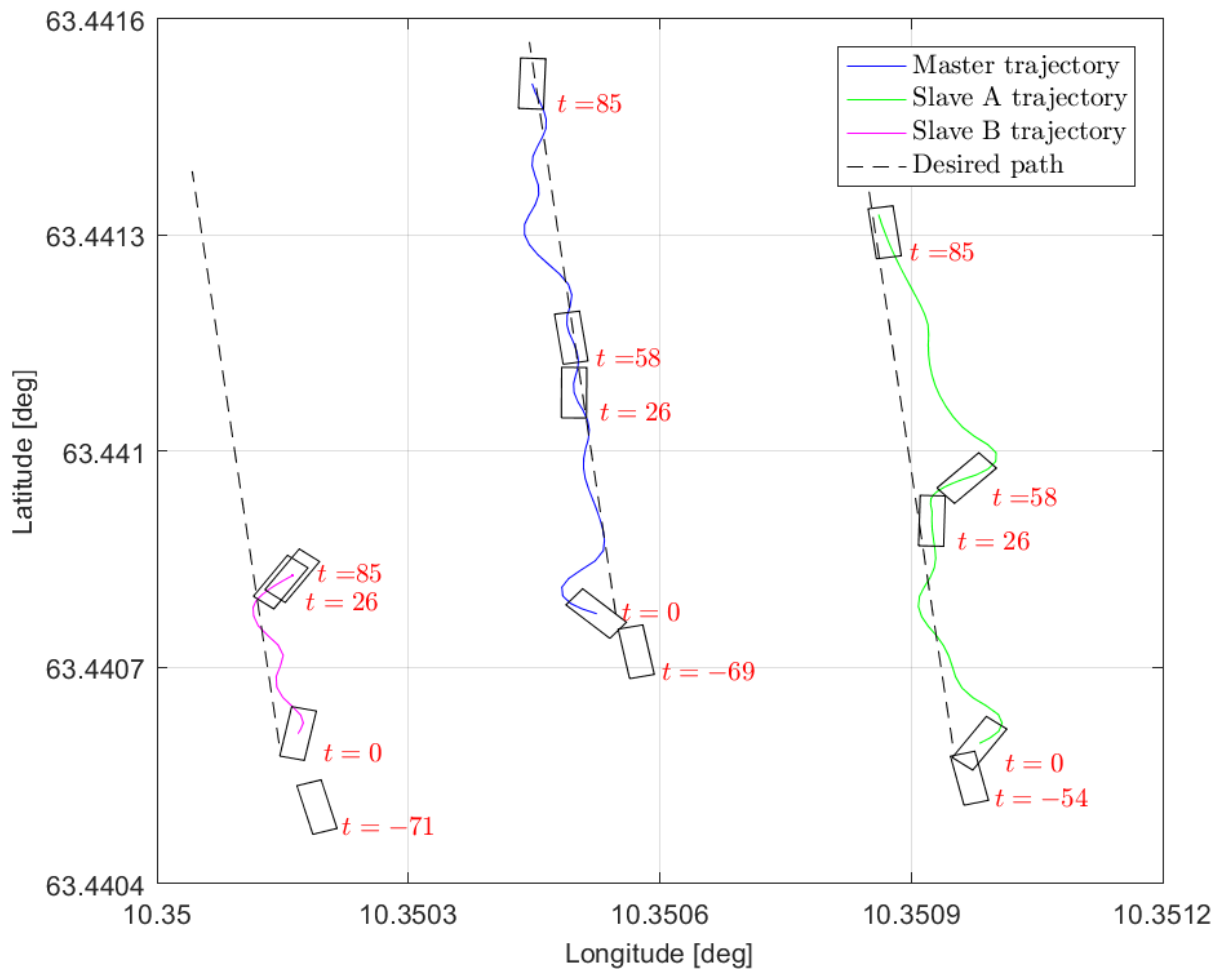 63.4416
Master trajectory
Slave A trajectory
Slave B trajectory
Desired path
t =85
63.4413
t =85
t =58
t = 26
63.441
t =58
t = 26
t =85
t = 26
t = 0
63.4407
t = −69
t = 0
t = 0
t = −54
t = −71
63.4404
10.35 10.3503 10.3506 10.3509 10.3512
Longitude [deg]
Latitude [deg]